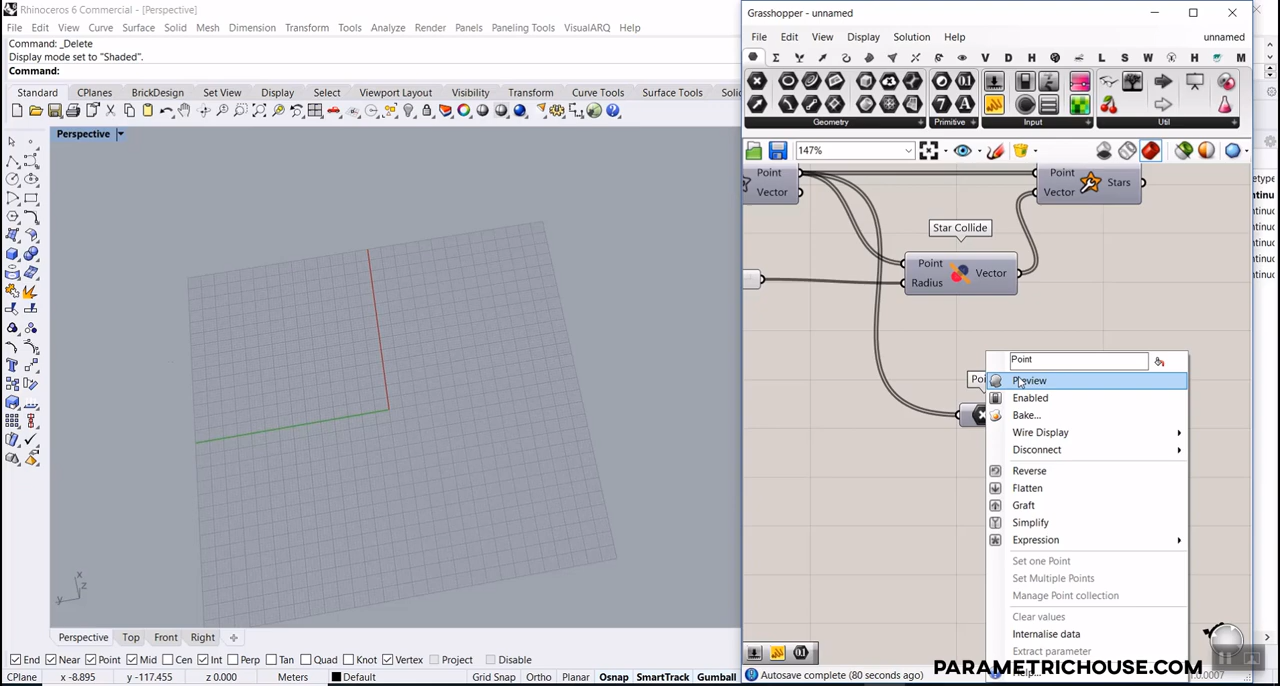 Rhinoceros 6 Commercial - [Perspective]
File Edit View Curve Surface Solid Mesh Dimension Transform Tools Analyze Render Panels Paneling Tools VisualARQ Help
Command: _Delete
Display mode set to "Shaded".
Command:
Standard CPlanes BrickDesign Set View Display Select Viewport Layout Visibility Transform Curve Tools Surface Tools Solid
Perspective
x
y
z
Perspective Top Front Right
End Near Point Mid Cen Int Perp Tan Quad Knot Vertex Project Disable
CPlane x -8.895 y -117.455 z 0.000 Meters Default Grid Snap Ortho Planar Osnap SmartTrack Gumball
Grasshopper - unnamed
File Edit View Display Solution Help unnamed
V D H L S W H M
Geometry Primitive Input Util
147%
Point
Vector
Point
Vector
Stars
Star Collide
Point
Radius
Vector
Poi
Point
Preview
Enabled
Bake...
Wire Display
Disconnect
Reverse
Flatten
Graft
Simplify
Expression
Set one Point
Set Multiple Points
Manage Point collection
Clear values
Internalise data
Extract parameter
Help...
Autosave complete (80 seconds ago)
1.0.0007
PARAMETRICHOUSE.COM